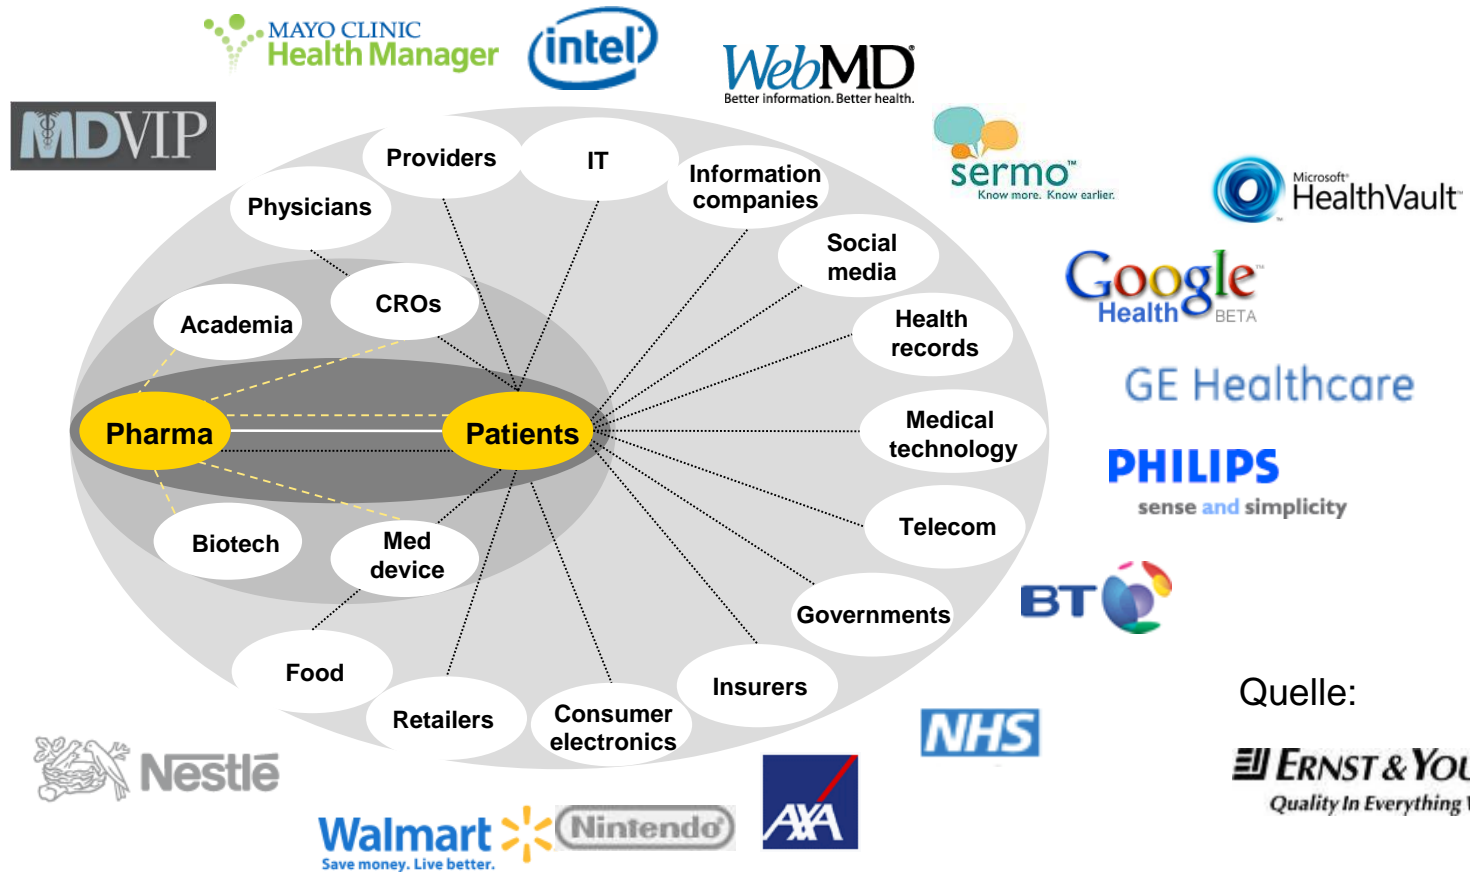 MAYO CLINIC
Health Manager
intel
WebMD
Better information. Better health.
MDVIP
sermo™
Know more. Know earlier.
Microsoft®
HealthVault™
Providers
IT
Information
companies
Physicians
Social
media
Google™
Health BETA
CROs
Academia
Health
records
GE Healthcare
Pharma
Patients
Medical
technology
PHILIPS
sense and simplicity
Telecom
Biotech
Med
device
BT
Governments
Food
Insurers
Quelle:
Retailers
Consumer
electronics
NHS
Nestlé
ERNST & YOU
Quality In Everything
AXA
Walmart
Save money. Live better.
Nintendo®